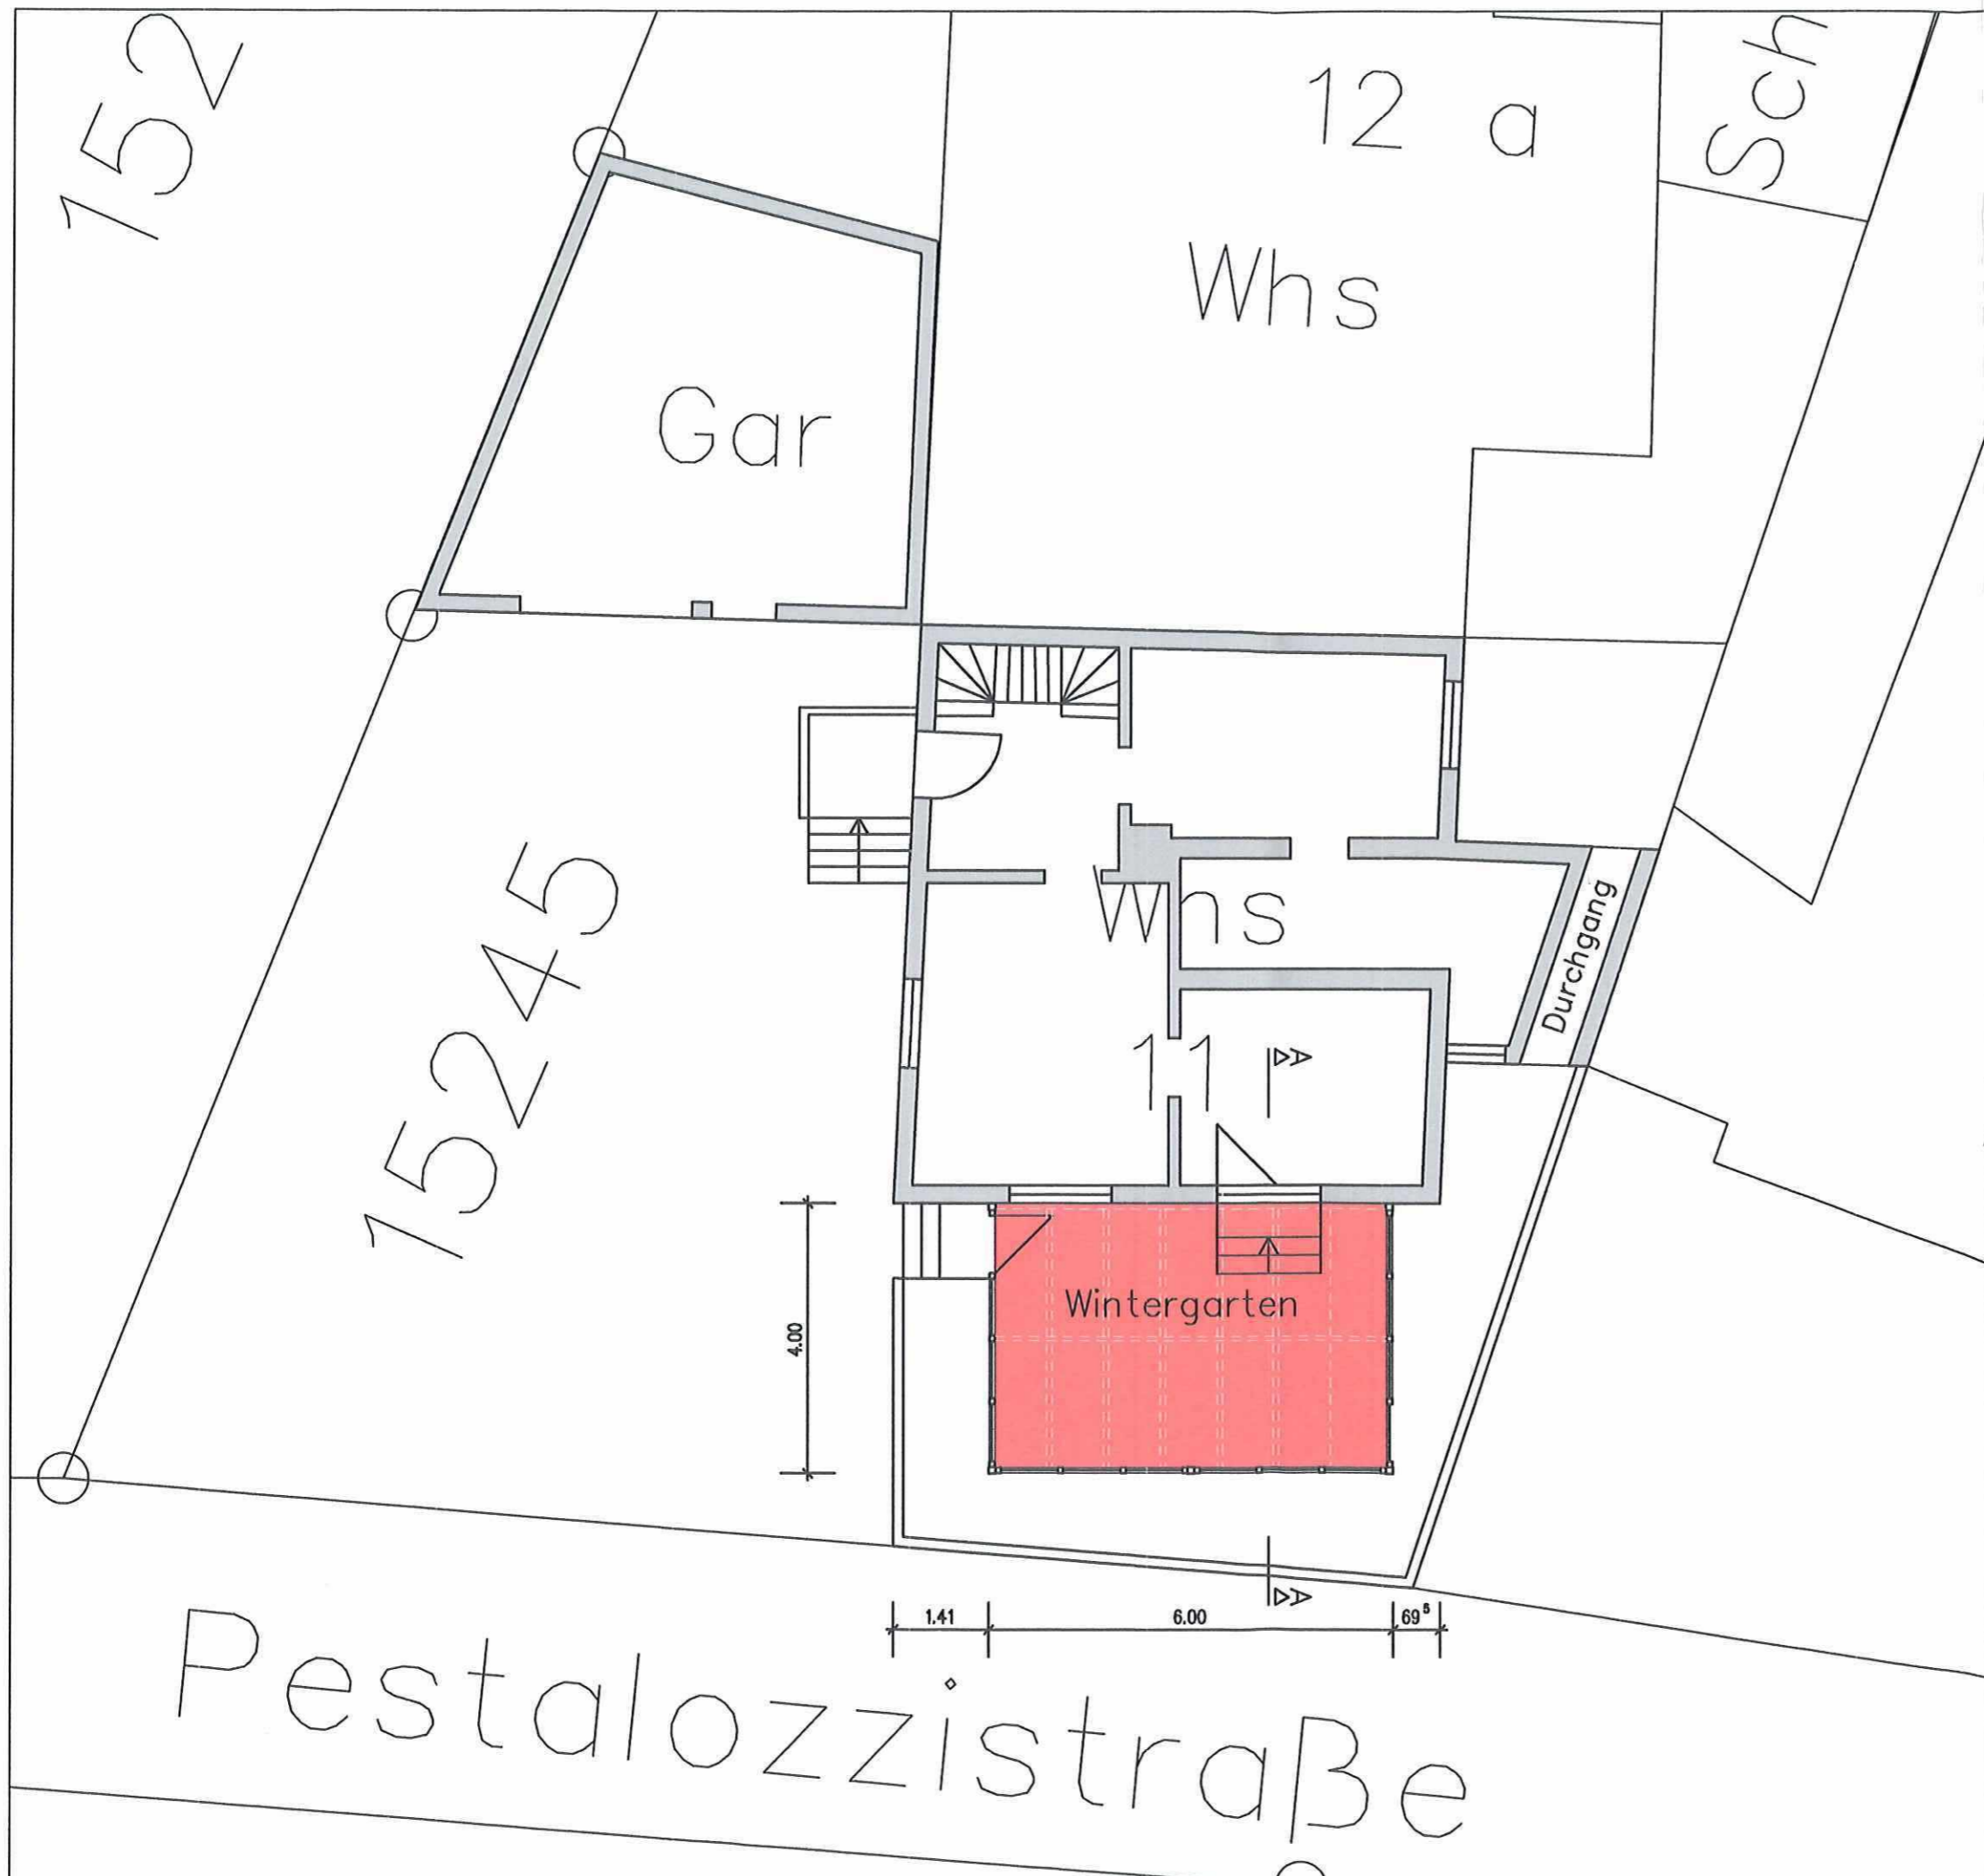 152
12 a
Sch
Whs
Gar
Whs
Durchgang
15245
11
A
Wintergarten
4.00
A
1.41
6.00
69⁵
Pestalozzistraße